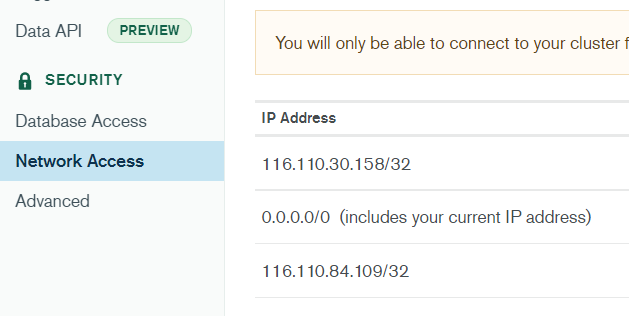 Data API PREVIEW
SECURITY
Database Access
Network Access
Advanced
You will only be able to connect to your cluster f
IP Address
116.110.30.158/32
0.0.0.0/0 (includes your current IP address)
116.110.84.109/32